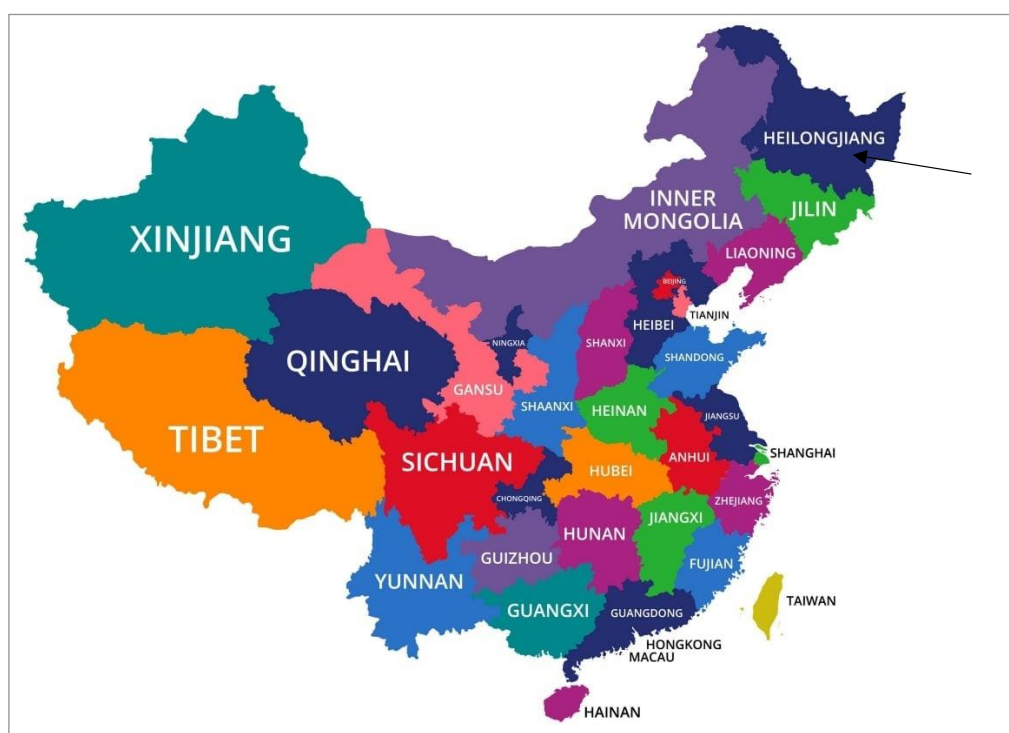 HEILONGJIANG
INNER
MONGOLIA
JILIN
XINJIANG
LIAONING
BEIJING
TIANJIN
HEIBEI
NINGXIA
SHANXI
SHANDONG
QINGHAI
GANSU
SHAANXI
HEINAN
JIANGSU
TIBET
SICHUAN
HUBEI
ANHUI
SHANGHAI
CHONGQING
ZHEJIANG
JIANGXI
HUNAN
GUIZHOU
FUJIAN
YUNNAN
GUANGXI
GUANGDONG
TAIWAN
HONGKONG
MACAU
HAINAN